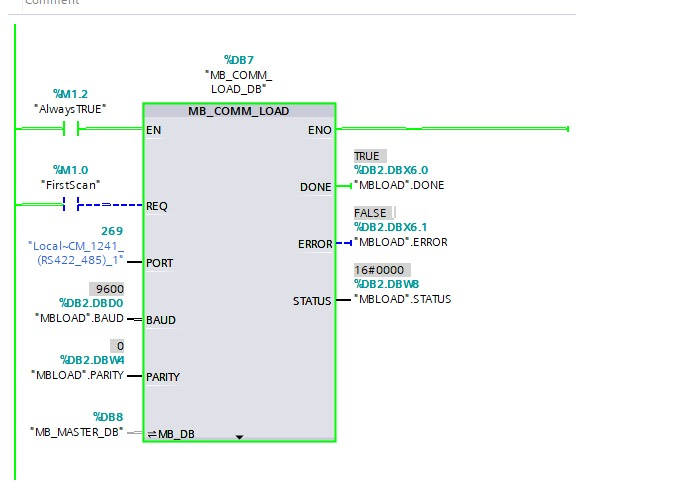 Comment
%DB7
"MB_COMM_
LOAD_DB"
%M1.2
"AlwaysTRUE"
MB_COMM_LOAD
EN
ENO
%M1.0
"FirstScan"
REQ
TRUE
%DB2.DBX6.0
"MBLOAD".DONE
DONE
269
"Local~CM_1241_
(RS422_485)_1"
PORT
FALSE
%DB2.DBX6.1
"MBLOAD".ERROR
ERROR
9600
%DB2.DBD0
"MBLOAD".BAUD
BAUD
16#0000
%DB2.DBW8
"MBLOAD".STATUS
STATUS
0
%DB2.DBW4
"MBLOAD".PARITY
PARITY
%DB8
"MB_MASTER_DB"
MB_DB